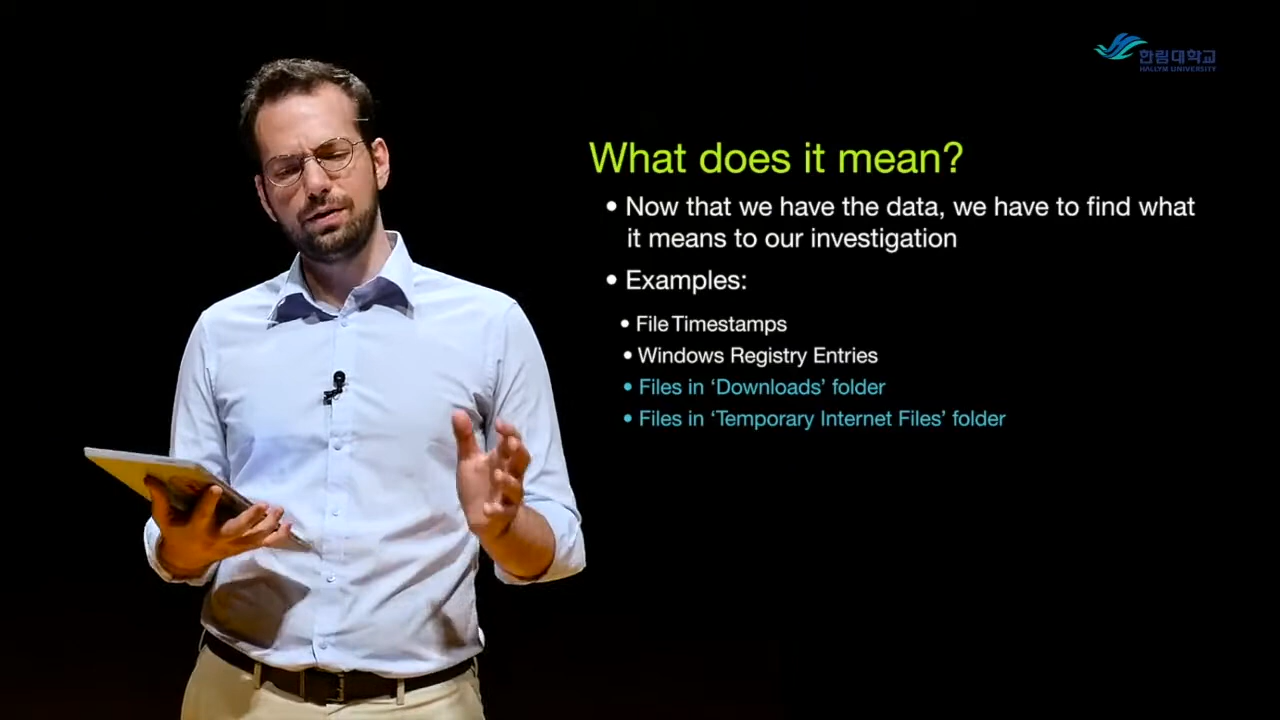 한림대학교
HALLYM UNIVERSITY
What does it mean?
• Now that we have the data, we have to find what
it means to our investigation
• Examples:
• File Timestamps
• Windows Registry Entries
• Files in ‘Downloads’ folder
• Files in ‘Temporary Internet Files’ folder